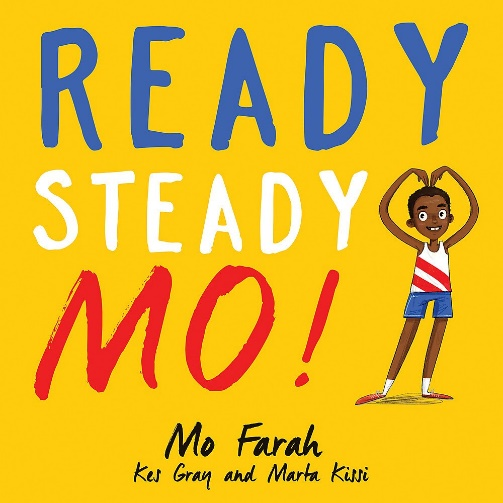 READY
STEADY
MO!
Mo Farah
Kes Gray and Marta Kissi